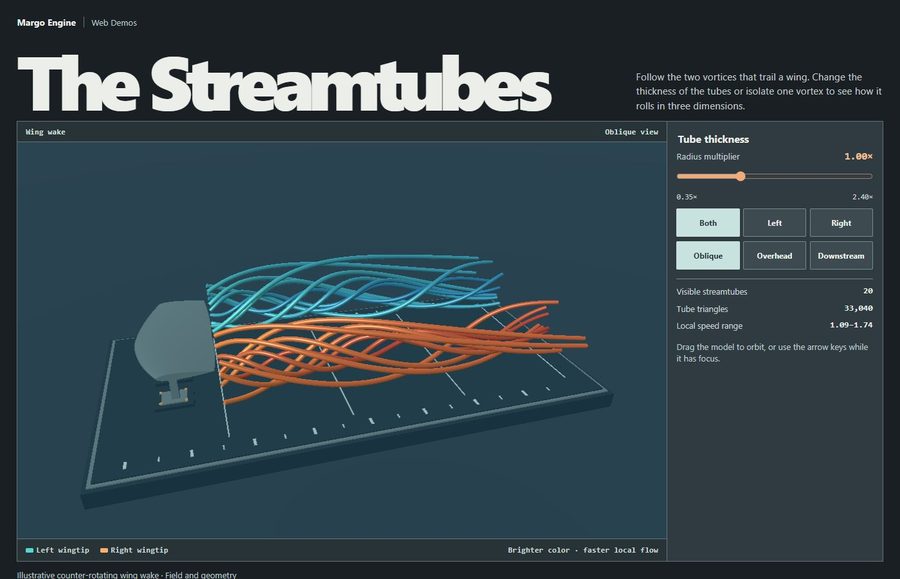 Margo Engine | Web Demos
The Streamtubes
Follow the two vortices that trail a wing. Change the
thickness of the tubes or isolate one vortex to see how it
rolls in three dimensions.
Wing wake
Oblique view
Tube thickness
Radius multiplier
1.00×
0.35×
2.40×
Both
Left
Right
Oblique
Overhead
Downstream
Visible streamtubes
20
Tube triangles
33,040
Local speed range
1.09–1.74
Drag the model to orbit, or use the arrow keys while
it has focus.
Left wingtip
Right wingtip
Brighter color · faster local flow
Illustrative counter-rotating wing wake · Field and geometry